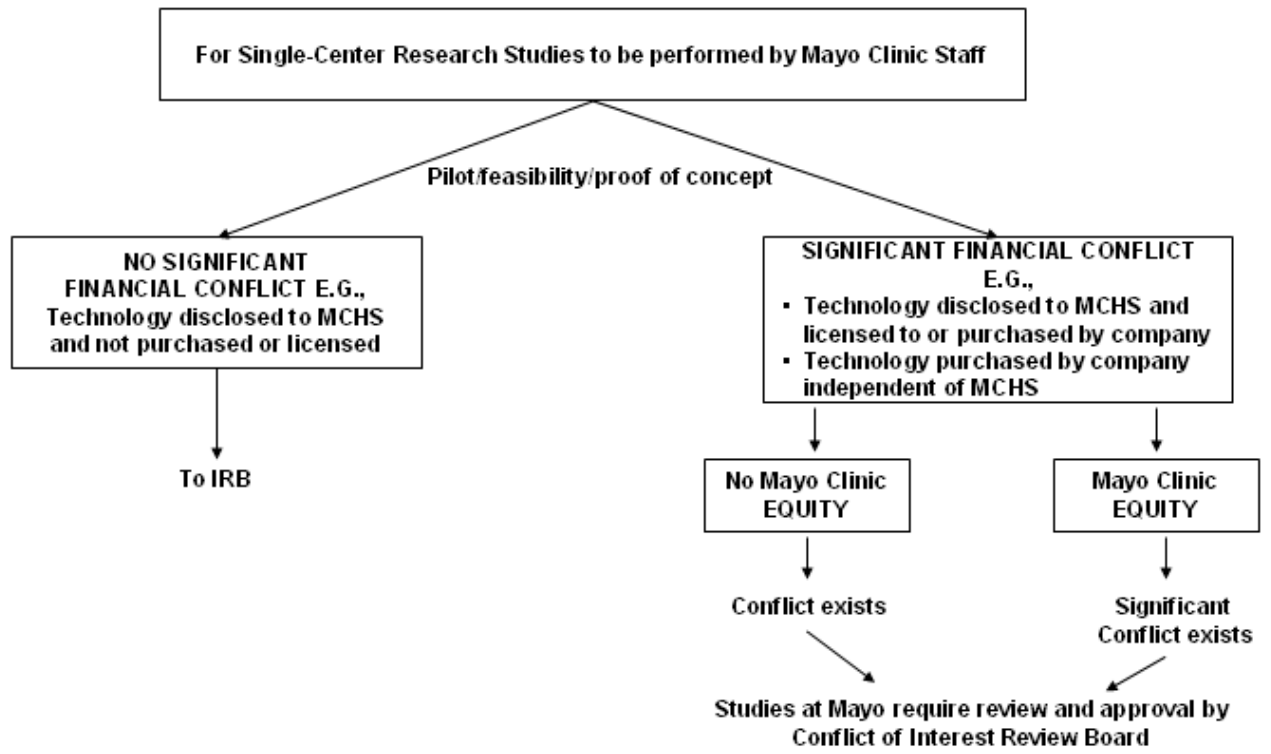 For Single-Center Research Studies to be performed by Mayo Clinic Staff
Pilot/feasibility/proof of concept
NO SIGNIFICANT
FINANCIAL CONFLICT E.G.,
Technology disclosed to MCHS
and not purchased or licensed
To IRB
SIGNIFICANT FINANCIAL CONFLICT
E.G.,
▪ Technology disclosed to MCHS and
licensed to or purchased by company
▪ Technology purchased by company
independent of MCHS
No Mayo Clinic
EQUITY
Mayo Clinic
EQUITY
Conflict exists
Significant
Conflict exists
Studies at Mayo require review and approval by
Conflict of Interest Review Board